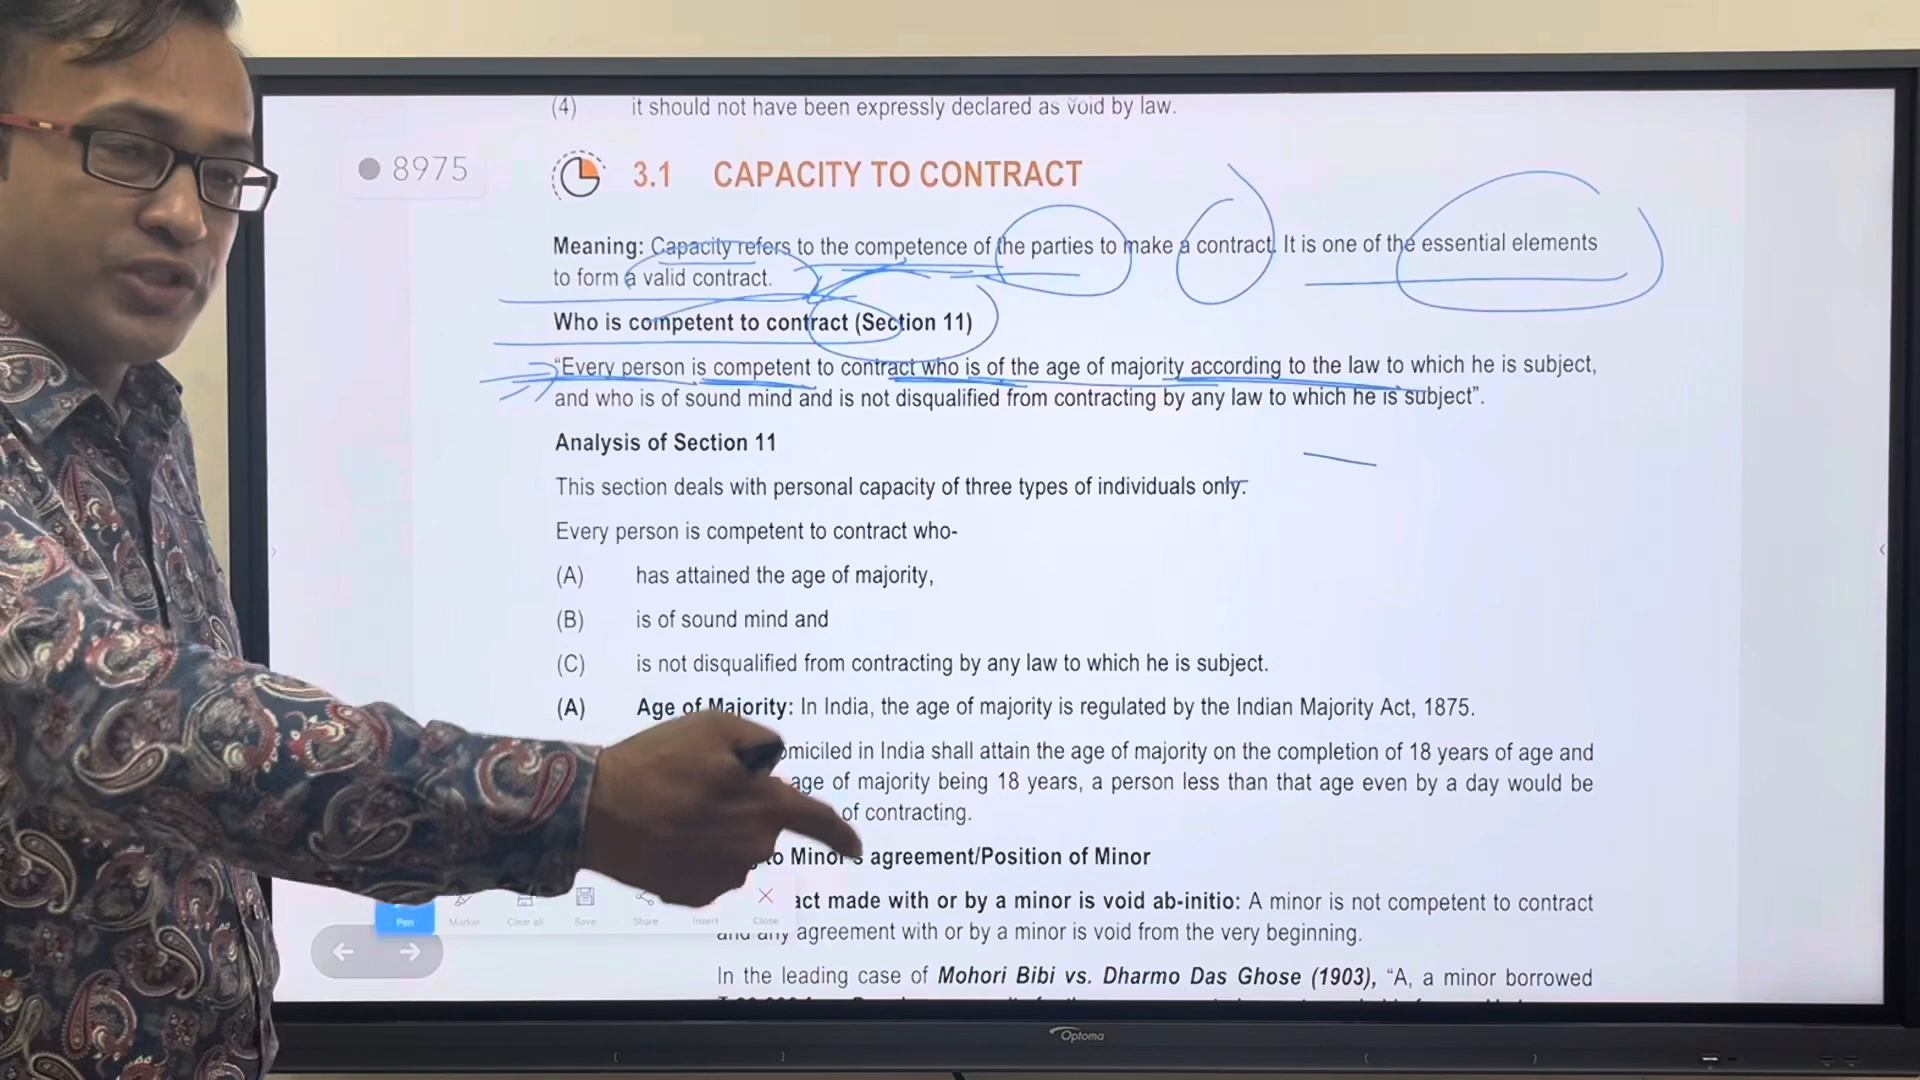 (4) it should not have been expressly declared as void by law.
8975
3.1 CAPACITY TO CONTRACT
Meaning: Capacity refers to the competence of the parties to make a contract. It is one of the essential elements
to form a valid contract.
Who is competent to contract (Section 11)
“Every person is competent to contract who is of the age of majority according to the law to which he is subject,
and who is of sound mind and is not disqualified from contracting by any law to which he is subject”.
Analysis of Section 11
This section deals with personal capacity of three types of individuals only.
Every person is competent to contract who-
(A) has attained the age of majority,
(B) is of sound mind and
(C) is not disqualified from contracting by any law to which he is subject.
(A) Age of Majority: In India, the age of majority is regulated by the Indian Majority Act, 1875.
in India shall attain the age of majority on the completion of 18 years of age and
age of majority being 18 years, a person less than that age even by a day would be
of contracting.
to Minor's agreement/Position of Minor
made with or by a minor is void ab-initio: A minor is not competent to contract
and any agreement with or by a minor is void from the very beginning.
In the leading case of Mohori Bibi vs. Dharmo Das Ghose (1903), “A, a minor borrowed
Pen Marker Clear all Save Share Insert Close
Optoma